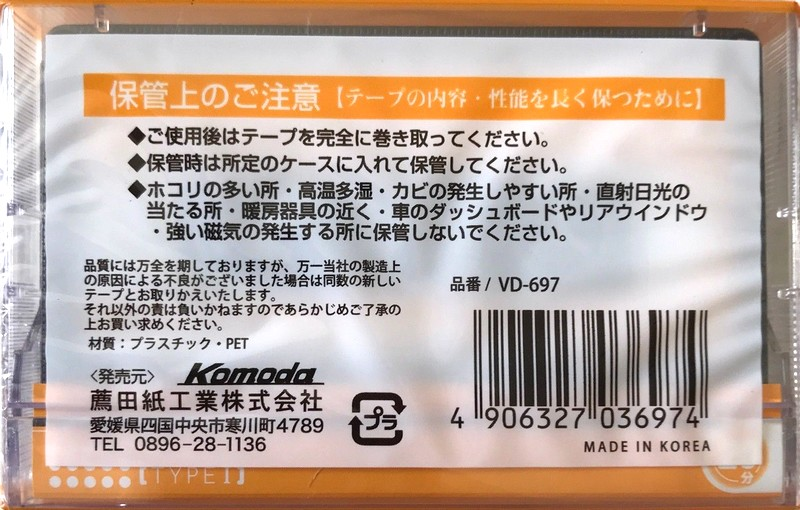 保管上のご注意【テープの内容・性能を長く保つために】
◆ご使用後はテープを完全に巻き取ってください。
◆保管時は所定のケースに入れて保管してください。
◆ホコリの多い所・高温多湿・カビの発生しやすい所・直射日光の
当たる所・暖房器具の近く・車のダッシュボードやリアウインドウ
・強い磁気の発生する所に保管しないでください。
品質には万全を期しておりますが、万一当社の製造上
の原因による不良がございました場合は同数の新しい
テープとお取りかえいたします。
それ以外の責は負いかねますのであらかじめご了承の
上お買い求めください。
材質：プラスチック・PET
品番 / VD-697
〈発売元〉 Komoda
薦田紙工業株式会社
愛媛県四国中央市寒川町4789
TEL 0896-28-1136
プラ
4 906327 036974
MADE IN KOREA
【TYPE I】
分